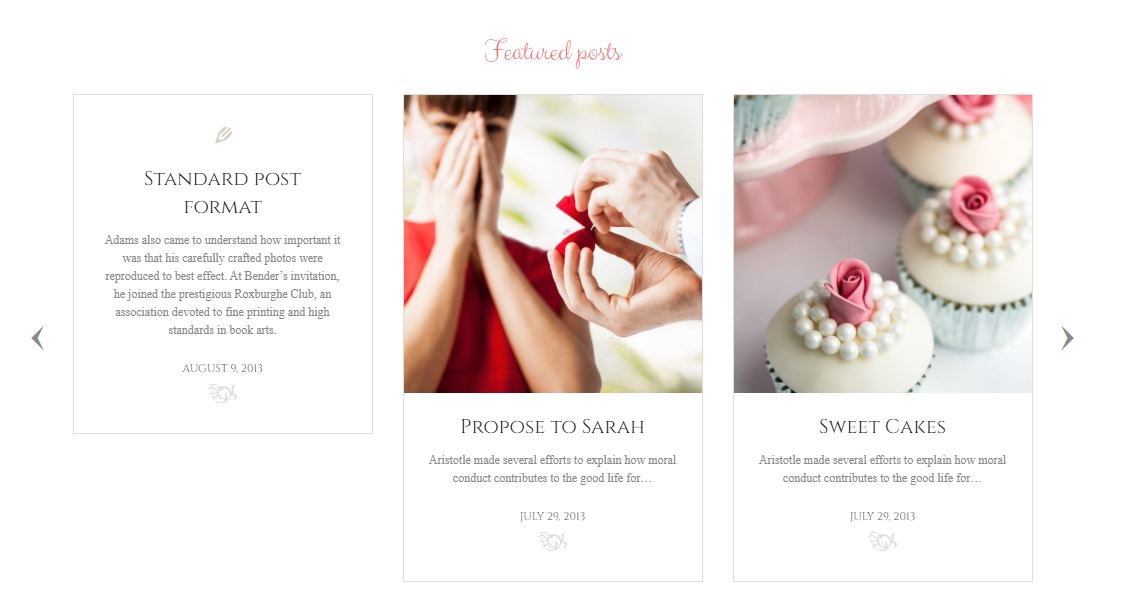 Featured posts
Standard post
format
Adams also came to understand how important it
was that his carefully crafted photos were
reproduced to best effect. At Bender's invitation,
he joined the prestigious Roxburghe Club, an
association devoted to fine printing and high
standards in book arts.
August 9, 2013
Propose to Sarah
Aristotle made several efforts to explain how moral
conduct contributes to the good life for…
July 29, 2013
Sweet Cakes
Aristotle made several efforts to explain how moral
conduct contributes to the good life for…
July 29, 2013